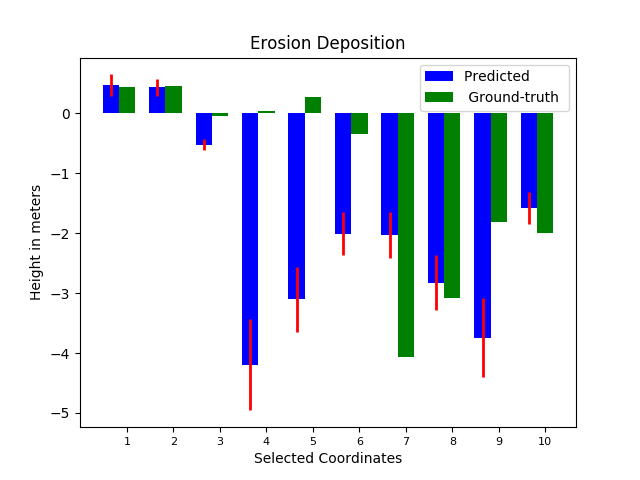 Erosion Deposition
Predicted
Ground-truth
Height in meters
0
−1
−2
−3
−4
−5
1 2 3 4 5 6 7 8 9 10
Selected Coordinates